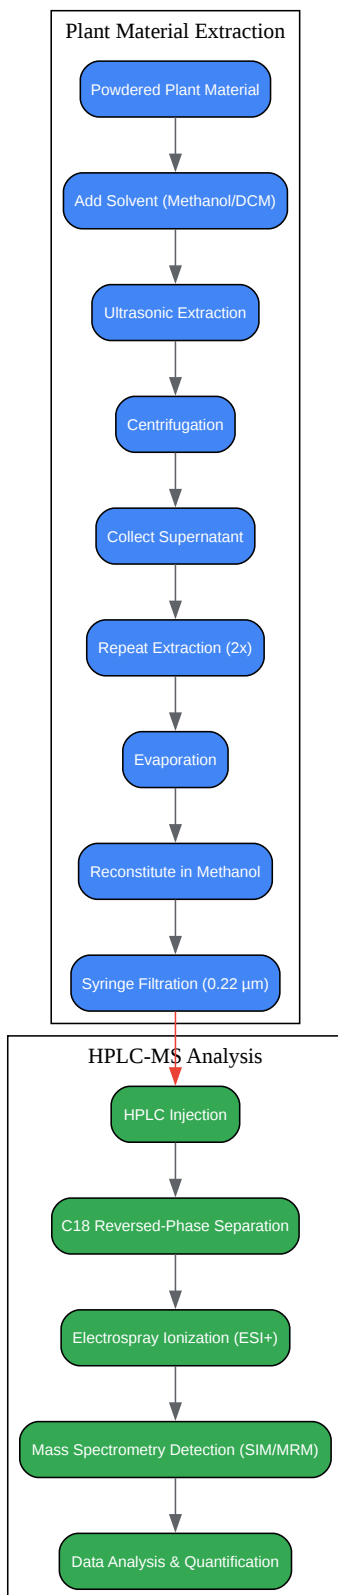 Plant Material Extraction
Powdered Plant Material
Add Solvent (Methanol/DCM)
Ultrasonic Extraction
Centrifugation
Collect Supernatant
Repeat Extraction (2x)
Evaporation
Reconstitute in Methanol
Syringe Filtration (0.22 µm)
HPLC-MS Analysis
HPLC Injection
C18 Reversed-Phase Separation
Electrospray Ionization (ESI+)
Mass Spectrometry Detection (SIM/MRM)
Data Analysis & Quantification